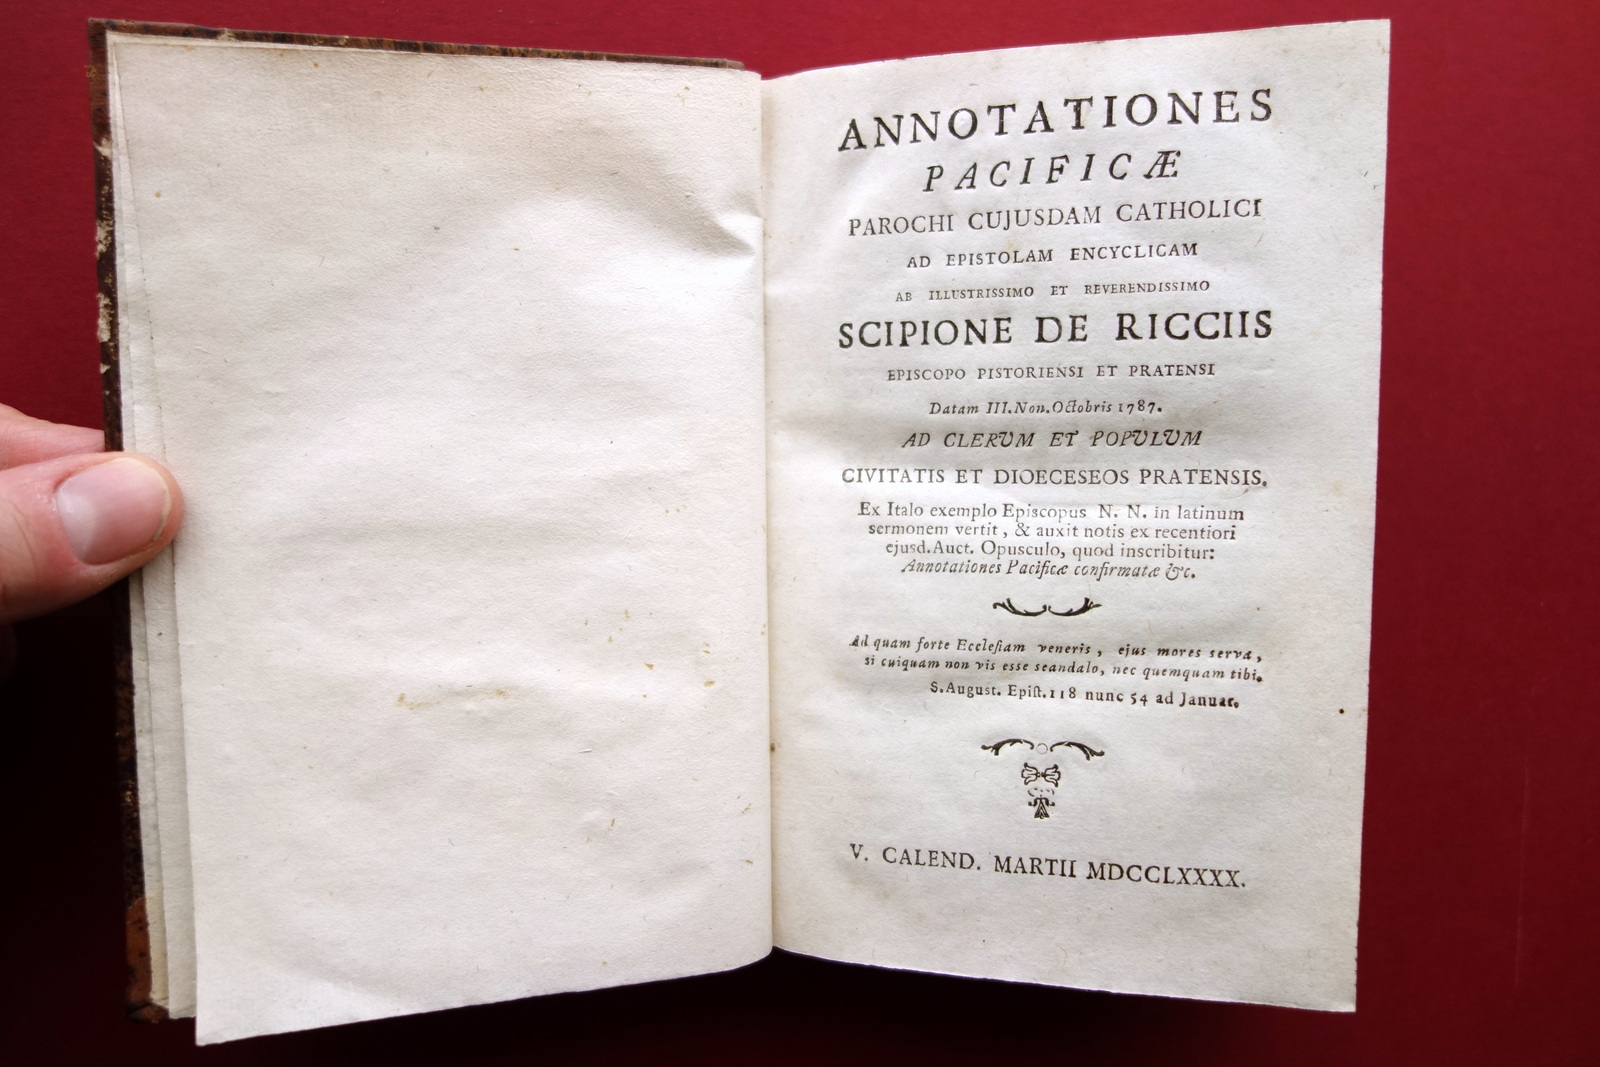 ANNOTATIONES
PACIFICÆ
PAROCHI CUJUSDAM CATHOLICI
AD EPISTOLAM ENCYCLICAM
AB ILLUSTRISSIMO ET REVERENDISSIMO
SCIPIONE DE RICCIIS
EPISCOPO PISTORIENSI ET PRATENSI
Datam III. Non. Octobris 1787.
AD CLERUM ET POPULUM
CIVITATIS ET DIOECESEOS PRATENSIS.
Ex Italo exemplo Episcopus N. N. in latinum
sermonem vertit, & auxit notis ex recentiori
ejusd. Auct. Opusculo, quod inscribitur:
Annotationes Pacificæ confirmatæ &c.
Ad quam forte Eccleſiam veneris, ejus mores serva,
si cuiquam non vis esse scandalo, nec quemquam tibi.
S. August. Epiſt. 118 nunc 54 ad Januar.
V. CALEND. MARTII MDCCLXXXX.